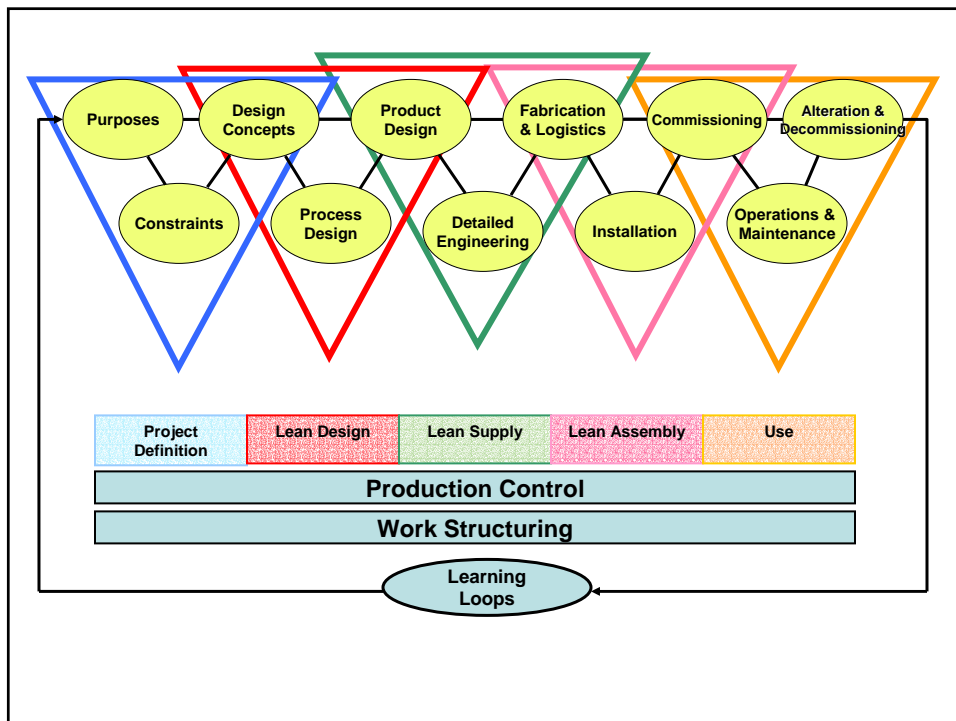 Purposes
Design
Concepts
Product
Design
Fabrication
& Logistics
Commissioning
Alteration &
Decommissioning
Constraints
Process
Design
Detailed
Engineering
Installation
Operations &
Maintenance
Project
Definition
Lean Design
Lean Supply
Lean Assembly
Use
Production Control
Work Structuring
Learning
Loops